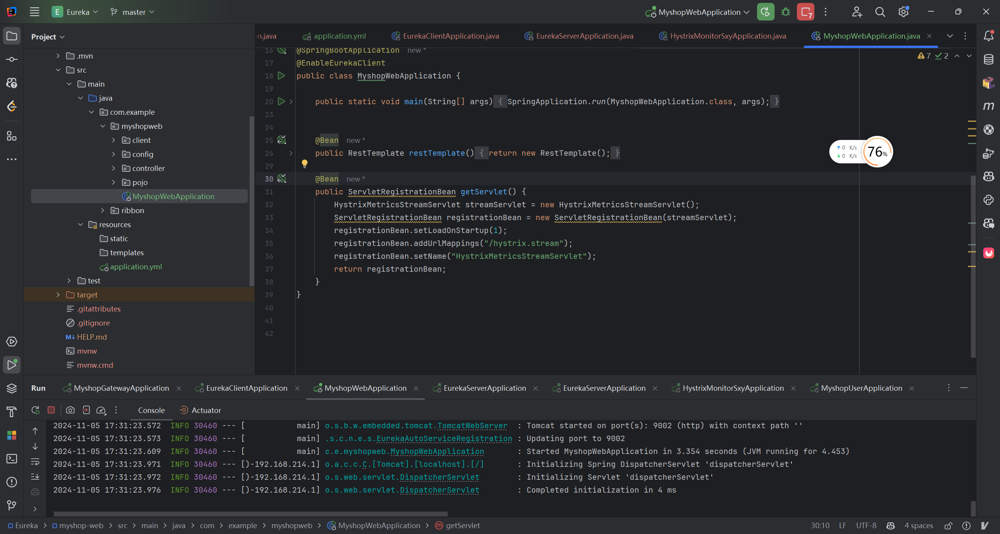 E Eureka master MyshopWebApplication 7
Project
n.java application.yml EurekaClientApplication.java EurekaServerApplication.java HystrixMonitorSxyApplication.java MyshopWebApplication.java
.mvn
src
main
java
com.example
myshopweb
client
config
controller
pojo
MyshopWebApplication
ribbon
resources
static
templates
application.yml
test
target
.gitattributes
.gitignore
M↓ HELP.md
mvnw
mvnw.cmd
7 2
16 @SpringBootApplication new *
17 @EnableEurekaClient
18 public class MyshopWebApplication {
19
20 public static void main(String[] args) { SpringApplication.run(MyshopWebApplication.class, args); }
23
24
25 @Bean new *
26 public RestTemplate restTemplate() { return new RestTemplate(); }
29
30 @Bean new *
31 public ServletRegistrationBean getServlet() {
32 HystrixMetricsStreamServlet streamServlet = new HystrixMetricsStreamServlet();
33 ServletRegistrationBean registrationBean = new ServletRegistrationBean(streamServlet);
34 registrationBean.setLoadOnStartup(1);
35 registrationBean.addUrlMappings("/hystrix.stream");
36 registrationBean.setName("HystrixMetricsStreamServlet");
37 return registrationBean;
38 }
39 }
40
41
42
↑ 0 K/s
↓ 0 K/s
76%
m
Run MyshopGatewayApplication EurekaClientApplication MyshopWebApplication EurekaServerApplication EurekaServerApplication HystrixMonitorSxyApplication MyshopUserApplication
Console Actuator
2024-11-05 17:31:23.572 INFO 30460 --- [ main] o.s.b.w.embedded.tomcat.TomcatWebServer : Tomcat started on port(s): 9002 (http) with context path ''
2024-11-05 17:31:23.573 INFO 30460 --- [ main] .s.c.n.e.s.EurekaAutoServiceRegistration : Updating port to 9002
2024-11-05 17:31:23.609 INFO 30460 --- [ main] c.e.myshopweb.MyshopWebApplication : Started MyshopWebApplication in 3.354 seconds (JVM running for 4.453)
2024-11-05 17:31:23.971 INFO 30460 --- [)-192.168.214.1] o.a.c.c.C.[Tomcat].[localhost].[/] : Initializing Spring DispatcherServlet 'dispatcherServlet'
2024-11-05 17:31:23.972 INFO 30460 --- [)-192.168.214.1] o.s.web.servlet.DispatcherServlet : Initializing Servlet 'dispatcherServlet'
2024-11-05 17:31:23.976 INFO 30460 --- [)-192.168.214.1] o.s.web.servlet.DispatcherServlet : Completed initialization in 4 ms
Eureka > myshop-web > src > main > java > com > example > myshopweb > MyshopWebApplication > getServlet 30:10 LF UTF-8 4 spaces